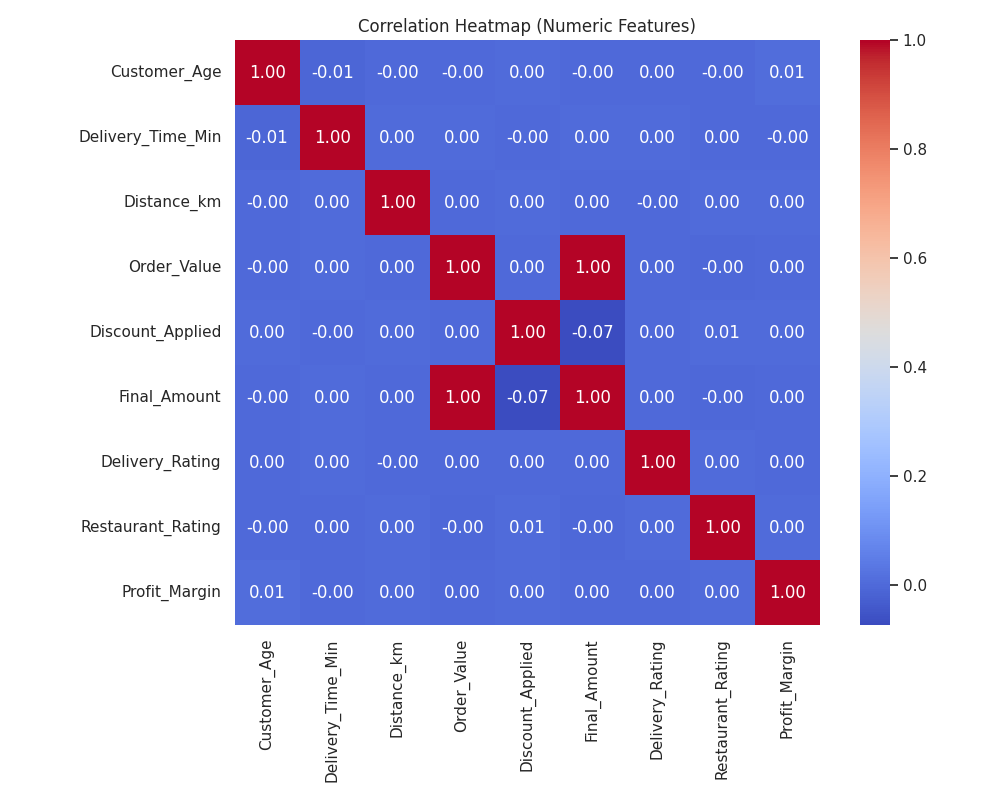 Correlation Heatmap (Numeric Features)
Customer_Age 1.00 -0.01 -0.00 -0.00 0.00 -0.00 0.00 -0.00 0.01
Delivery_Time_Min -0.01 1.00 0.00 0.00 -0.00 0.00 0.00 0.00 -0.00
Distance_km -0.00 0.00 1.00 0.00 0.00 0.00 -0.00 0.00 0.00
Order_Value -0.00 0.00 0.00 1.00 0.00 1.00 0.00 -0.00 0.00
Discount_Applied 0.00 -0.00 0.00 0.00 1.00 -0.07 0.00 0.01 0.00
Final_Amount -0.00 0.00 0.00 1.00 -0.07 1.00 0.00 -0.00 0.00
Delivery_Rating 0.00 0.00 -0.00 0.00 0.00 0.00 1.00 0.00 0.00
Restaurant_Rating -0.00 0.00 0.00 -0.00 0.01 -0.00 0.00 1.00 0.00
Profit_Margin 0.01 -0.00 0.00 0.00 0.00 0.00 0.00 0.00 1.00
Customer_Age
Delivery_Time_Min
Distance_km
Order_Value
Discount_Applied
Final_Amount
Delivery_Rating
Restaurant_Rating
Profit_Margin
1.0
0.8
0.6
0.4
0.2
0.0